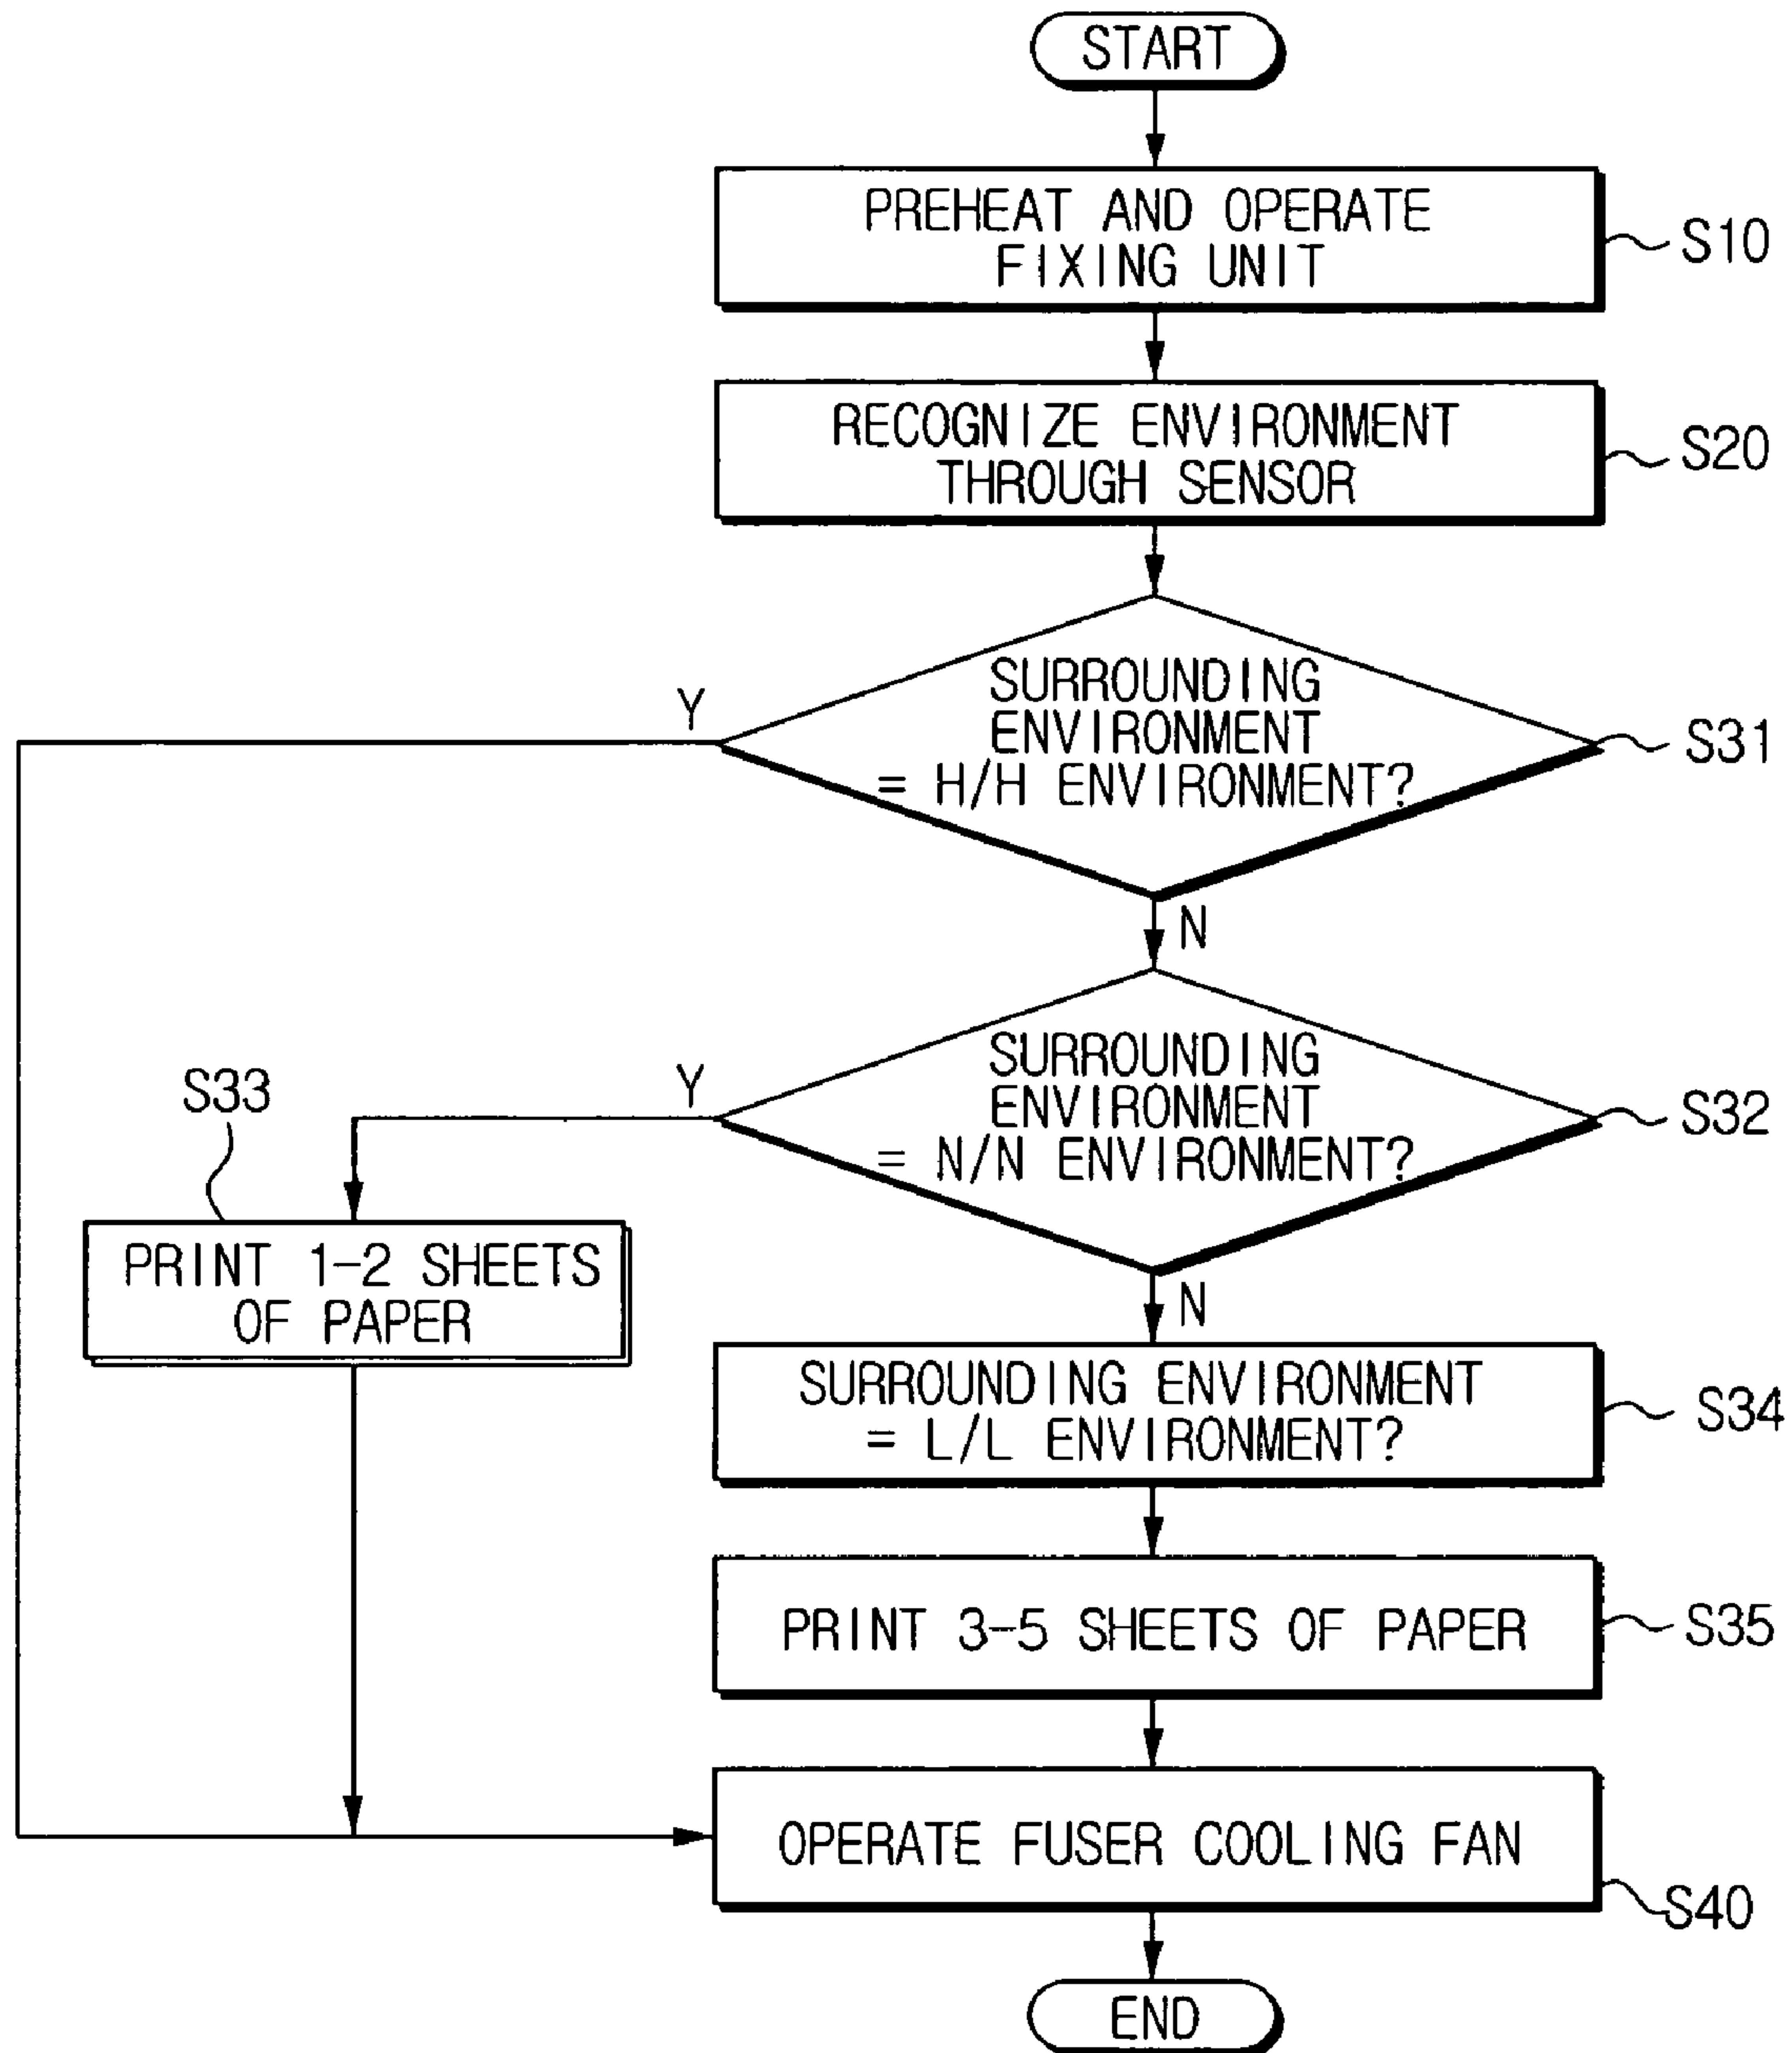 START
PREHEAT AND OPERATE
FIXING UNIT
S10
RECOGNIZE ENVIRONMENT
THROUGH SENSOR
S20
SURROUNDING
ENVIRONMENT
= H/H ENVIRONMENT?
Y
S31
N
SURROUNDING
ENVIRONMENT
= N/N ENVIRONMENT?
Y
S32
S33
PRINT 1-2 SHEETS
OF PAPER
N
SURROUNDING ENVIRONMENT
= L/L ENVIRONMENT?
S34
PRINT 3-5 SHEETS OF PAPER
S35
OPERATE FUSER COOLING FAN
S40
END